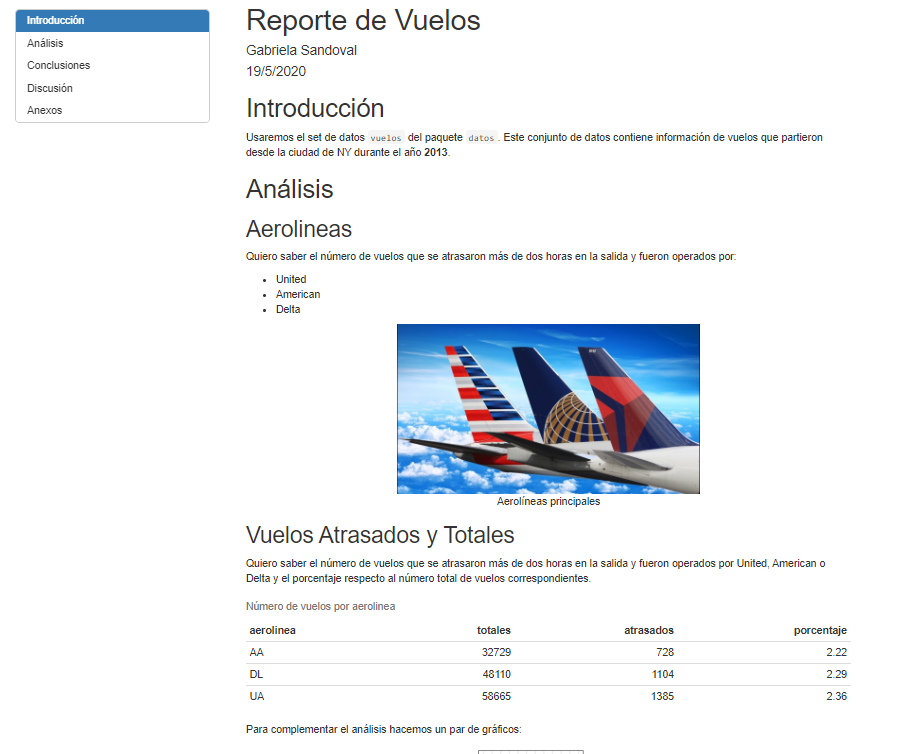 Introducción
Análisis
Conclusiones
Discusión
Anexos
Reporte de Vuelos
Gabriela Sandoval
19/5/2020
Introducción
Usaremos el set de datos vuelos del paquete datos. Este conjunto de datos contiene información de vuelos que partieron
desde la ciudad de NY durante el año 2013.
Análisis
Aerolineas
Quiero saber el número de vuelos que se atrasaron más de dos horas en la salida y fueron operados por:
United
American
Delta
Aerolíneas principales
Vuelos Atrasados y Totales
Quiero saber el número de vuelos que se atrasaron más de dos horas en la salida y fueron operados por United, American o
Delta y el porcentaje respecto al número total de vuelos correspondientes.
Número de vuelos por aerolinea
aerolinea totales atrasados porcentaje
AA 32729 728 2.22
DL 48110 1104 2.29
UA 58665 1385 2.36
Para complementar el análisis hacemos un par de gráficos: